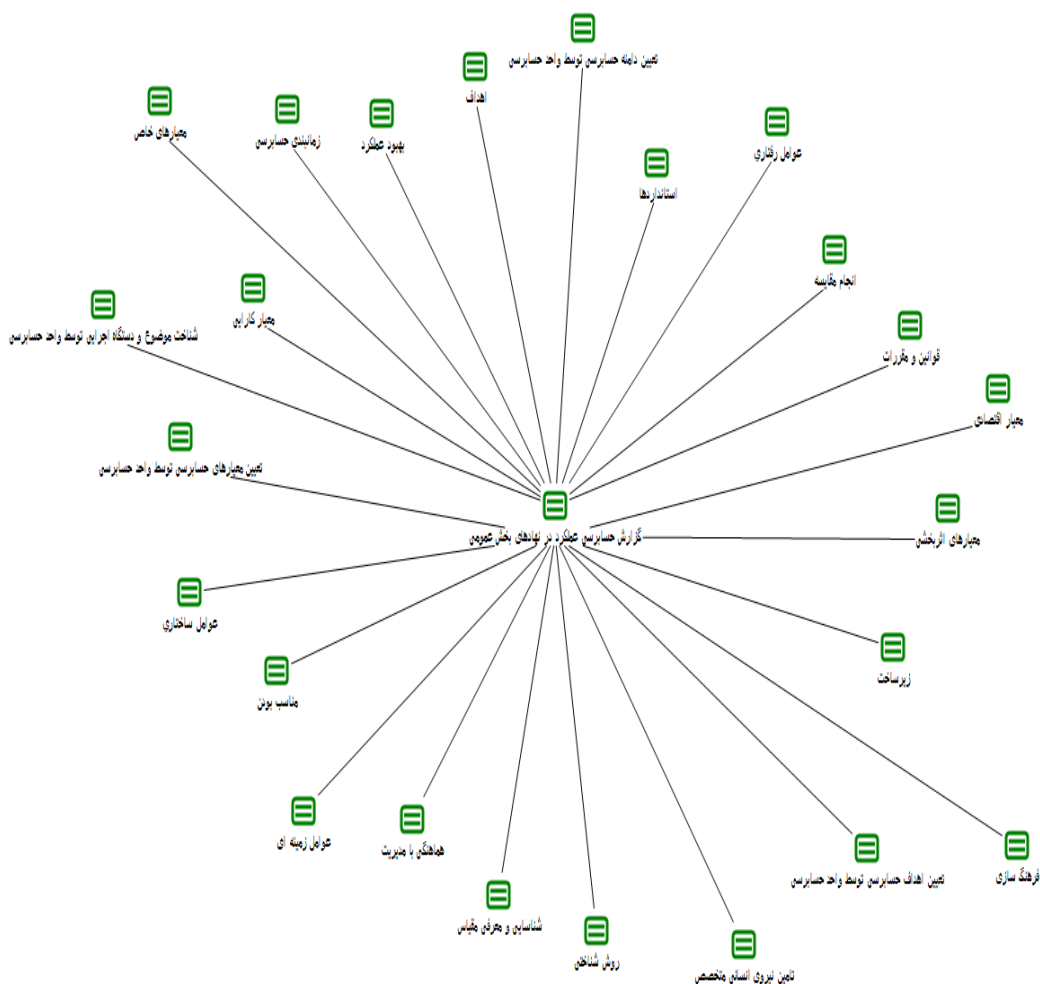 تعیین دامنه حسابرسی توسط واحد حسابرسی
اهداف
معیارهای خاص
زمانبندی حسابرسی
بهبود عملکرد
عوامل رفتاری
استانداردها
انجام مقایسه
شناخت موضوع و دستگاه اجرایی توسط واحد حسابرسی
معیار کارایی
قوانین و مقررات
معیار اقتصادی
تعیین معیارهای حسابرسی توسط واحد حسابرسی
گزارش حسابرسی عملکرد در نهادهای بخش عمومی
معیارهای اثربخشی
عوامل ساختاری
زیرساخت
مناسب بودن
عوامل زمینه ای
هماهنگی با مدیریت
تعیین اهداف حسابرسی توسط واحد حسابرسی
فرهنگ سازی
شناسایی و معرفی مقیاس
روش شناختی
تامین نیروی انسانی متخصص